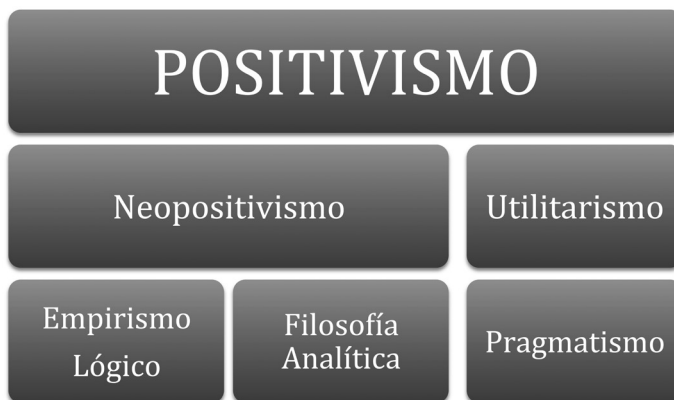 POSITIVISMO
Neopositivismo
Utilitarismo
Empirismo
Lógico
Filosofía
Analítica
Pragmatismo